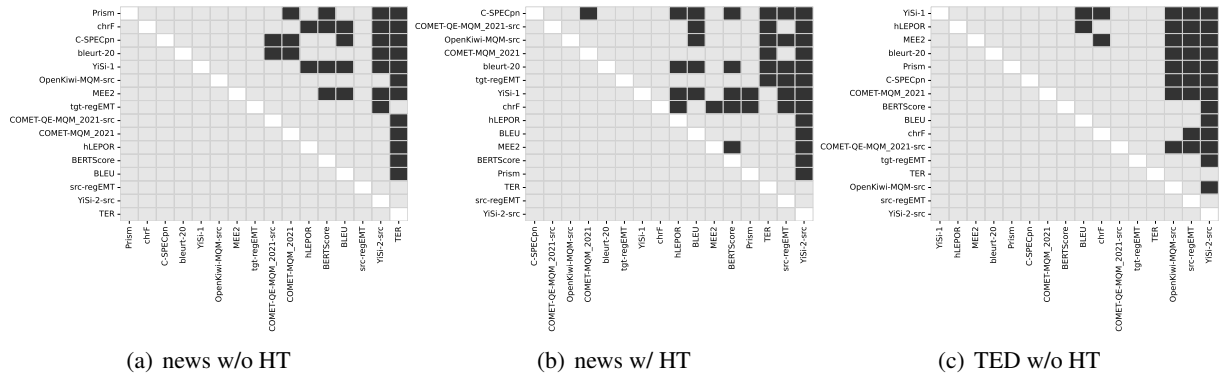 Prism
chrF
C-SPECpn
bleurt-20
YiSi-1
OpenKiwi-MQM-src
MEE2
tgt-regEMT
COMET-QE-MQM_2021-src
COMET-MQM_2021
hLEPOR
BERTScore
BLEU
src-regEMT
YiSi-2-src
TER
Prism
chrF
C-SPECpn
bleurt-20
YiSi-1
OpenKiwi-MQM-src
MEE2
tgt-regEMT
COMET-QE-MQM_2021-src
COMET-MQM_2021
hLEPOR
BERTScore
BLEU
src-regEMT
YiSi-2-src
TER
(a) news w/o HT
C-SPECpn
COMET-QE-MQM_2021-src
OpenKiwi-MQM-src
COMET-MQM_2021
bleurt-20
tgt-regEMT
YiSi-1
chrF
hLEPOR
BLEU
MEE2
BERTScore
Prism
TER
src-regEMT
YiSi-2-src
C-SPECpn
COMET-QE-MQM_2021-src
OpenKiwi-MQM-src
COMET-MQM_2021
bleurt-20
tgt-regEMT
YiSi-1
chrF
hLEPOR
BLEU
MEE2
BERTScore
Prism
TER
src-regEMT
YiSi-2-src
(b) news w/ HT
YiSi-1
hLEPOR
MEE2
bleurt-20
Prism
C-SPECpn
COMET-MQM_2021
BERTScore
BLEU
chrF
COMET-QE-MQM_2021-src
tgt-regEMT
TER
OpenKiwi-MQM-src
src-regEMT
YiSi-2-src
YiSi-1
hLEPOR
MEE2
bleurt-20
Prism
C-SPECpn
COMET-MQM_2021
BERTScore
BLEU
chrF
COMET-QE-MQM_2021-src
tgt-regEMT
TER
OpenKiwi-MQM-src
src-regEMT
YiSi-2-src
(c) TED w/o HT